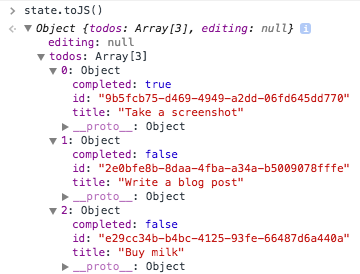 > state.toJS()
<· ▼ Object {todos: Array[3], editing: null} i
editing: null
▼ todos: Array[3]
▼ 0: Object
completed: true
id: "9b5fcb75-d469-4949-a2dd-06fd645dd770"
title: "Take a screenshot"
▶ __proto__: Object
▼ 1: Object
completed: false
id: "2e0bfe8b-8daa-4fba-a34a-b5009078fffe"
title: "Write a blog post"
▶ __proto__: Object
▼ 2: Object
completed: false
id: "e29cc34b-b4bc-4125-93fe-66487d6a440a"
title: "Buy milk"
▶ __proto__: Object